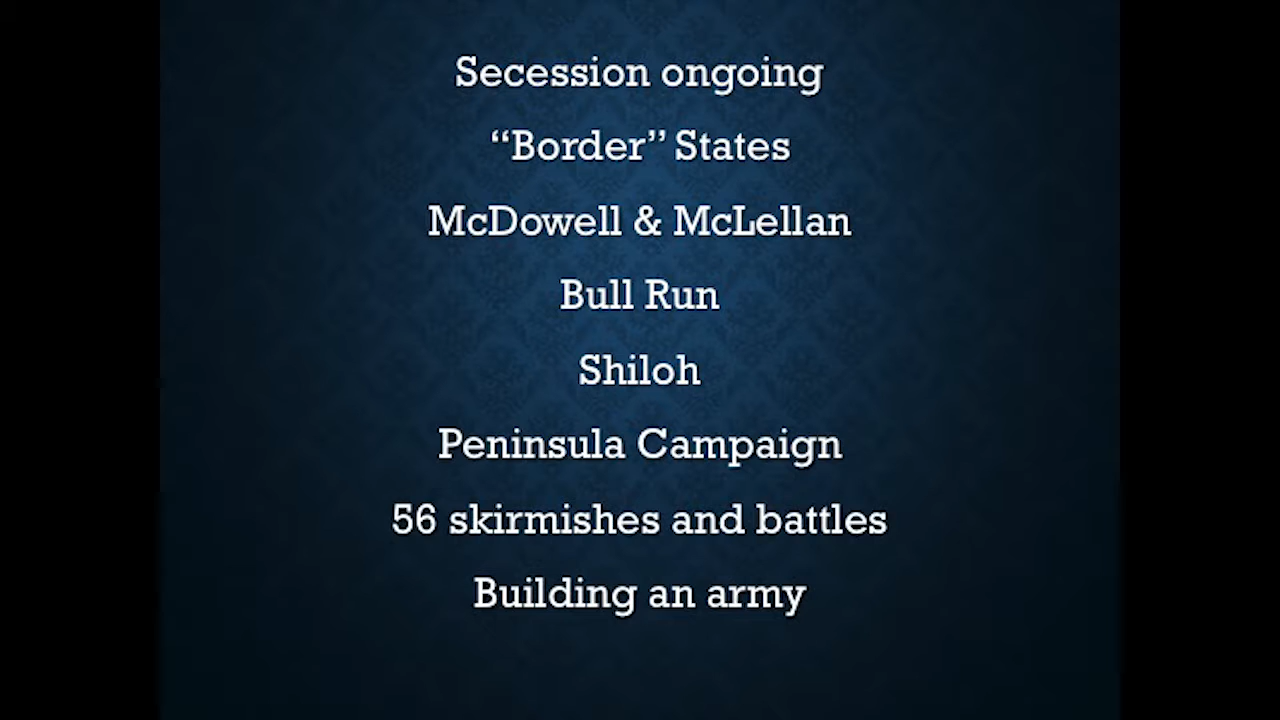 Secession ongoing
“Border” States
McDowell & McLellan
Bull Run
Shiloh
Peninsula Campaign
56 skirmishes and battles
Building an army